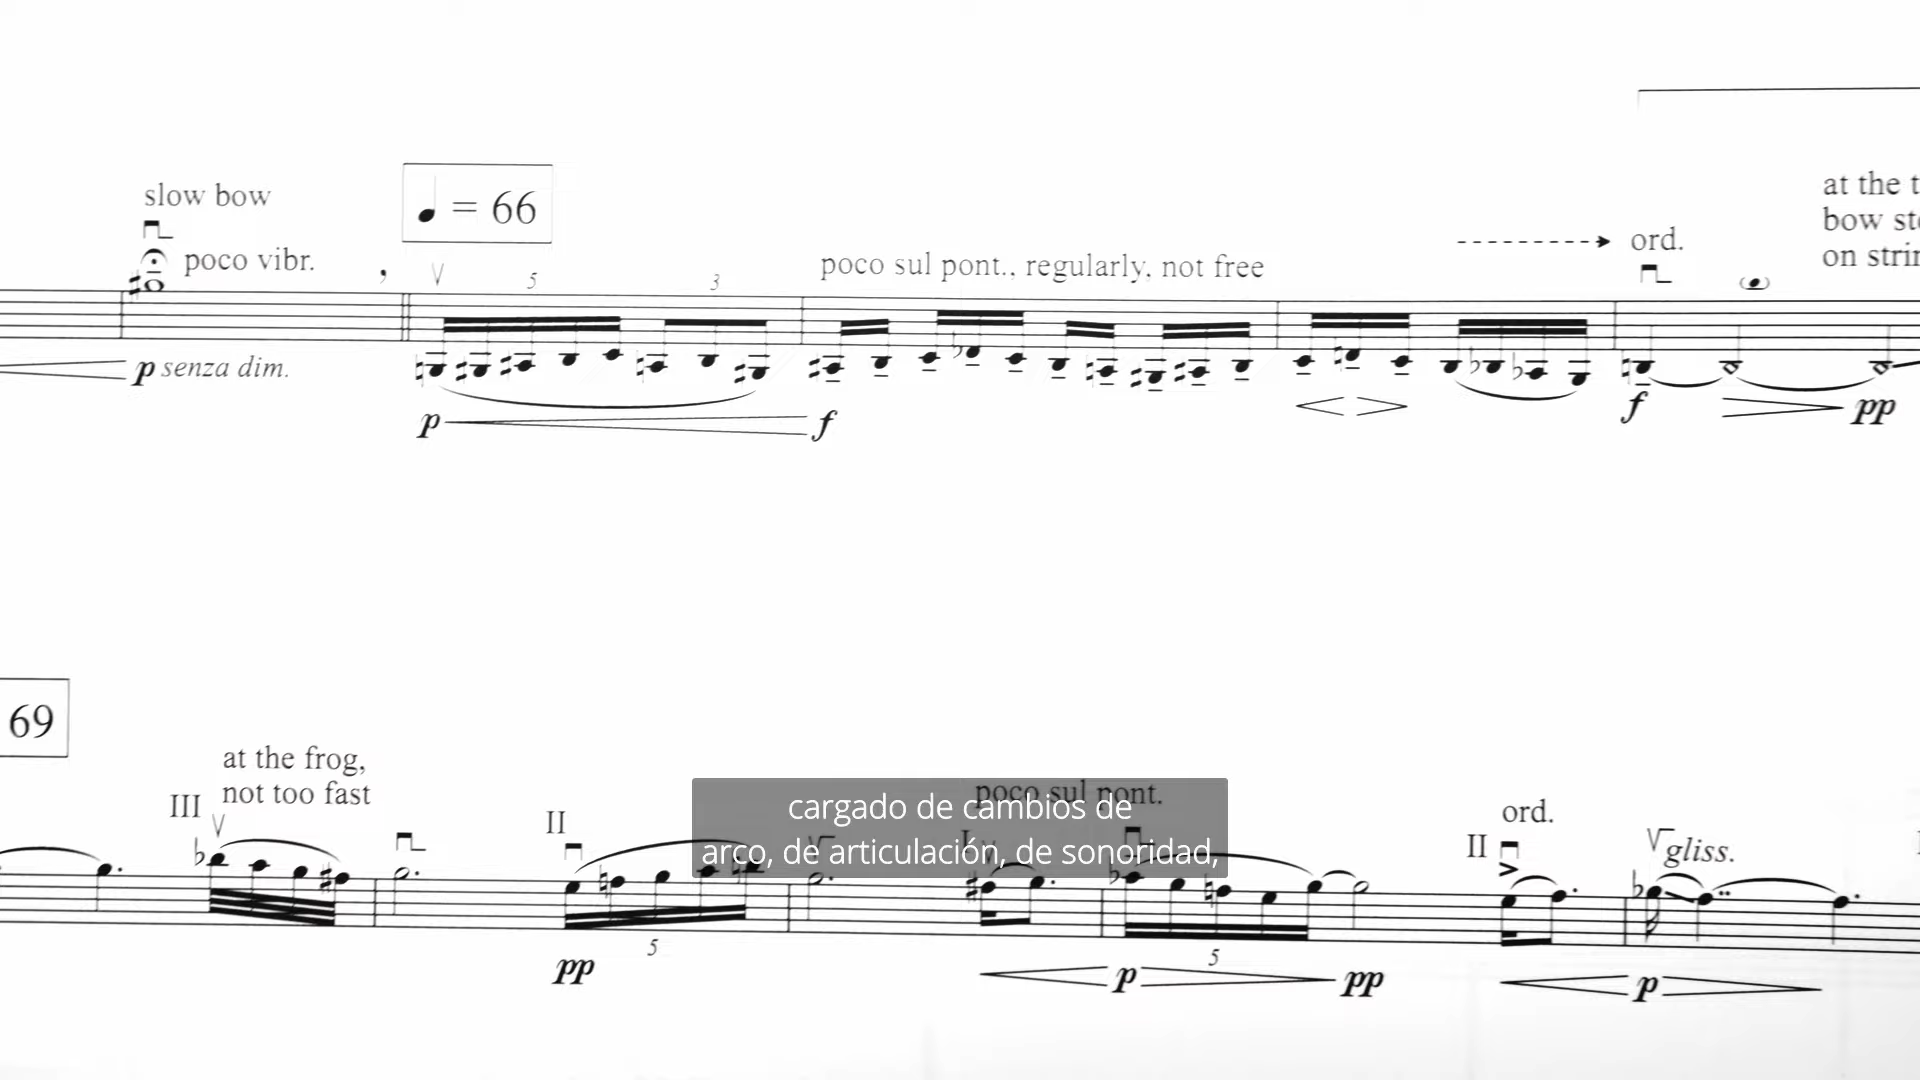 slow bow
poco vibr.
p senza dim.
= 66
5
3
p
f
poco sul pont., regularly, not free
ord.
f
pp
at the
bow
on
69
at the frog,
not too fast
III
II
pp
5
poco sul pont.
I
p
5
pp
II
ord.
gliss.
p
cargado de cambios de
arco, de articulación, de sonoridad,